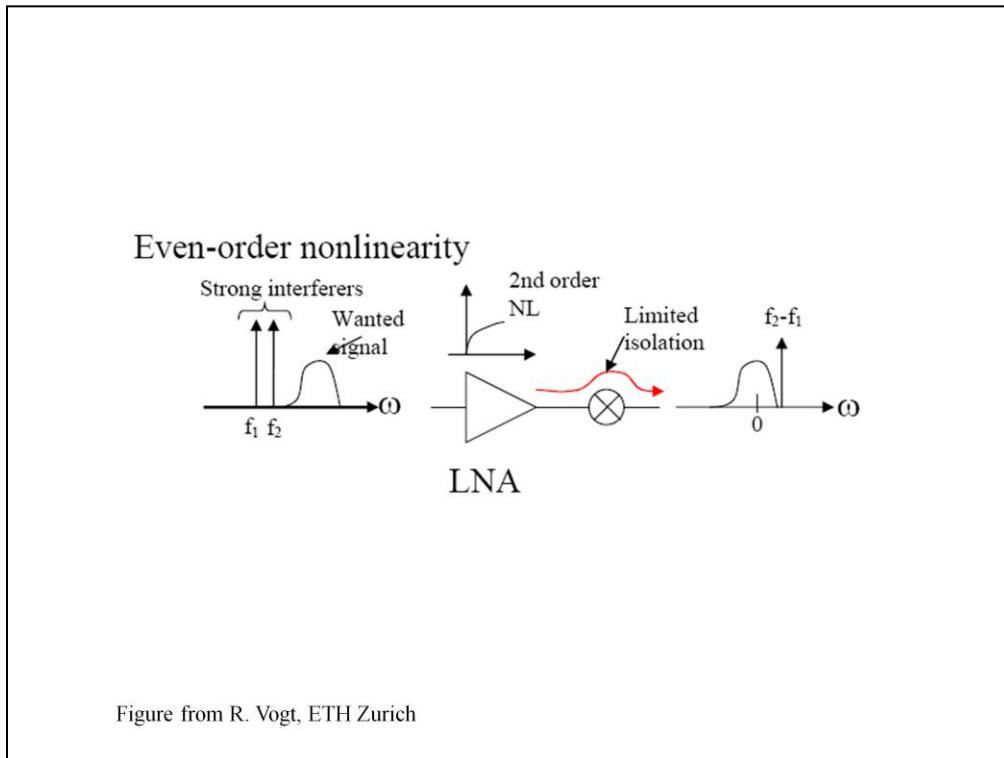 Even-order nonlinearity
Strong interferers
Wanted
signal
f₁ f₂
ω
2nd order
NL
LNA
Limited
isolation
f₂-f₁
0
ω
Figure from R. Vogt, ETH Zurich